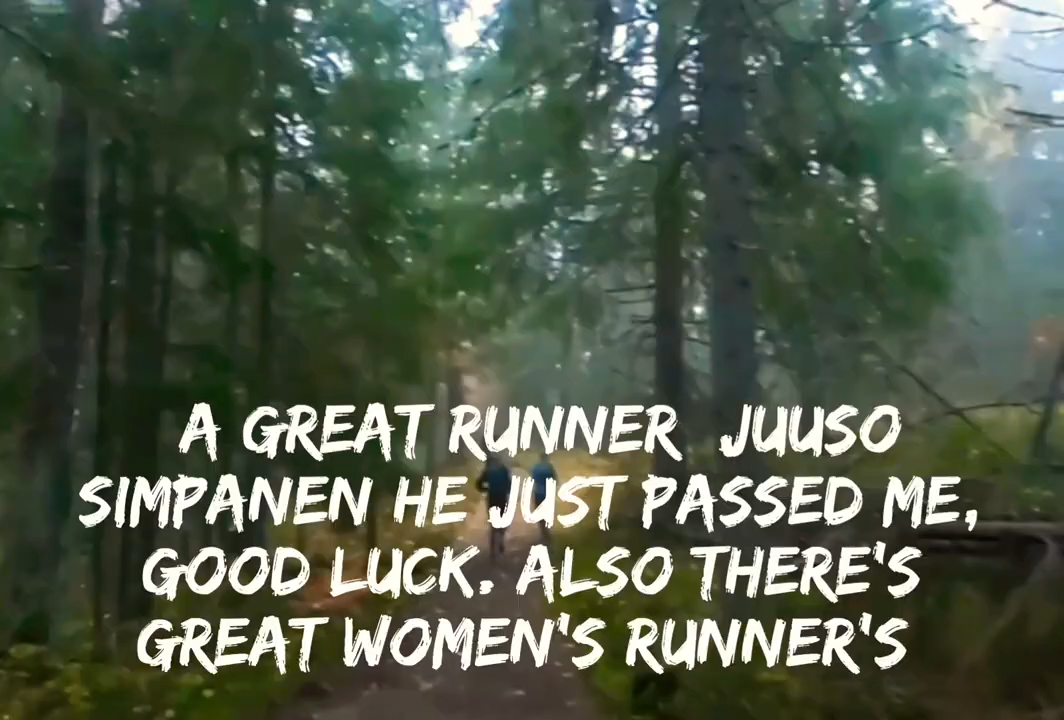 A GREAT RUNNER JUUSO
SIMPANEN HE JUST PASSED ME,
GOOD LUCK. ALSO THERE'S
GREAT WOMEN'S RUNNER'S